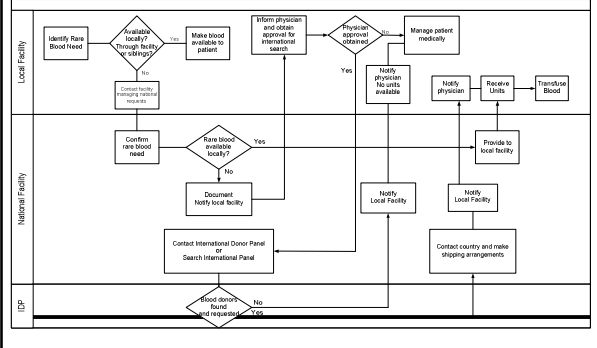 Local Facility
Identify Rare
Blood Need
Available
locally?
Through facility
or siblings?
Yes
No
Make blood
available to
patient
Contact facility
managing national
requests
Inform physician
and obtain
approval for
international
search
Physician
approval
obtained
No
Yes
Manage patient
medically
Notify
physician
No units
available
Notify
physician
Receive
Units
Transfuse
Blood
National Facility
Confirm
rare blood
need
Rare blood
available
locally?
Yes
No
Provide to
local facility
Document
Notify local facility
Notify
Local Facility
Notify
Local Facility
Contact International Donor Panel
or
Search International Panel
Contact country and make
shipping arrangements
IDP
Blood donors
found
and requested
No
Yes